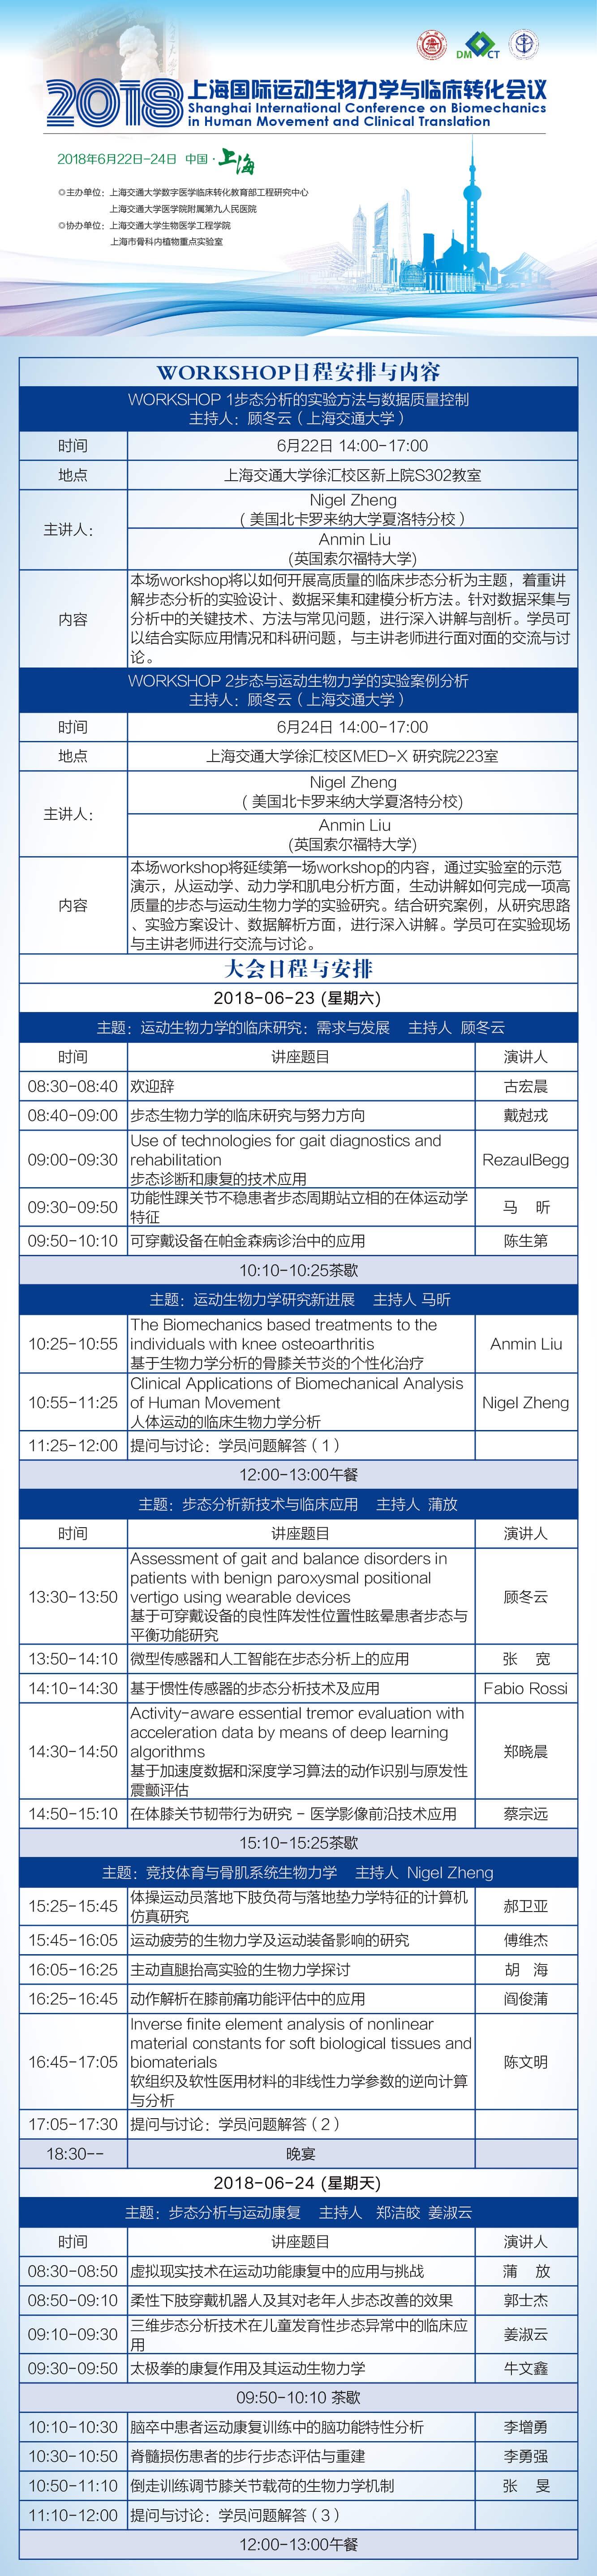 DM CT
2018 上海国际运动生物力学与临床转化会议
Shanghai International Conference on Biomechanics
in Human Movement and Clinical Translation
2018年6月22日-24日 中国·上海
◎主办单位：上海交通大学数字医学临床转化教育部工程研究中心
上海交通大学医学院附属第九人民医院
◎协办单位：上海交通大学生物医学工程学院
上海市骨科内植物重点实验室
WORKSHOP日程安排与内容
WORKSHOP 1步态分析的实验方法与数据质量控制
主持人：顾冬云（上海交通大学）
时间 6月22日 14:00-17:00
地点 上海交通大学徐汇校区新上院S302教室
主讲人：
Nigel Zheng
（ 美国北卡罗来纳大学夏洛特分校 ）
Anmin Liu
(英国索尔福特大学)
内容
本场workshop将以如何开展高质量的临床步态分析为主题，着重讲
解步态分析的实验设计、数据采集和建模分析方法。针对数据采集与
分析中的关键技术、方法与常见问题，进行深入讲解与剖析。学员可
以结合实际应用情况和科研问题，与主讲老师进行面对面的交流与讨
论。
WORKSHOP 2步态与运动生物力学的实验案例分析
主持人：顾冬云（上海交通大学）
时间 6月24日 14:00-17:00
地点 上海交通大学徐汇校区MED-X 研究院223室
主讲人：
Nigel Zheng
( 美国北卡罗来纳大学夏洛特分校)
Anmin Liu
(英国索尔福特大学)
内容
本场workshop将延续第一场workshop的内容，通过实验室的示范
演示，从运动学、动力学和肌电分析方面，生动讲解如何完成一项高
质量的步态与运动生物力学的实验研究。结合研究案例，从研究思路
、实验方案设计、数据解析方面，进行深入讲解。学员可在实验现场
与主讲老师进行交流与讨论。
大会日程与安排
2018-06-23 (星期六)
主题：运动生物力学的临床研究：需求与发展 主持人 顾冬云
时间 讲座题目 演讲人
08:30-08:40 欢迎辞 古宏晨
08:40-09:00 步态生物力学的临床研究与努力方向 戴尅戎
09:00-09:30 Use of technologies for gait diagnostics and
rehabilitation RezaulBegg
步态诊断和康复的技术应用
09:30-09:50 功能性踝关节不稳患者步态周期站立相的在体运动学
特征 马 昕
09:50-10:10 可穿戴设备在帕金森病诊治中的应用 陈生第
10:10-10:25茶歇
主题：运动生物力学研究新进展 主持人 马昕
10:25-10:55 The Biomechanics based treatments to the
individuals with knee osteoarthritis Anmin Liu
基于生物力学分析的骨膝关节炎的个性化治疗
10:55-11:25 Clinical Applications of Biomechanical Analysis
of Human Movement Nigel Zheng
人体运动的临床生物力学分析
11:25-12:00 提问与讨论：学员问题解答（1）
12:00-13:00午餐
主题：步态分析新技术与临床应用 主持人 蒲放
时间 讲座题目 演讲人
13:30-13:50 Assessment of gait and balance disorders in
patients with benign paroxysmal positional
vertigo using wearable devices 顾冬云
基于可穿戴设备的良性阵发性位置性眩晕患者步态与
平衡功能研究
13:50-14:10 微型传感器和人工智能在步态分析上的应用 张 宽
14:10-14:30 基于惯性传感器的步态分析技术及应用 Fabio Rossi
14:30-14:50 Activity-aware essential tremor evaluation with
acceleration data by means of deep learning
algorithms 郑晓晨
基于加速度数据和深度学习算法的动作识别与原发性
震颤评估
14:50-15:10 在体膝关节韧带行为研究 - 医学影像前沿技术应用 蔡宗远
15:10-15:25茶歇
主题：竞技体育与骨肌系统生物力学 主持人 Nigel Zheng
15:25-15:45 体操运动员落地下肢负荷与落地垫力学特征的计算机
仿真研究 郝卫亚
15:45-16:05 运动疲劳的生物力学及运动装备影响的研究 傅维杰
16:05-16:25 主动直腿抬高实验的生物力学探讨 胡 海
16:25-16:45 动作解析在膝前痛功能评估中的应用 阎俊蒲
16:45-17:05 Inverse finite element analysis of nonlinear
material constants for soft biological tissues and
biomaterials 陈文明
软组织及软性医用材料的非线性力学参数的逆向计算
与分析
17:05-17:30 提问与讨论：学员问题解答（2）
18:30-- 晚宴
2018-06-24 (星期天)
主题：步态分析与运动康复 主持人 郑洁皎 姜淑云
时间 讲座题目 演讲人
08:30-08:50 虚拟现实技术在运动功能康复中的应用与挑战 蒲 放
08:50-09:10 柔性下肢穿戴机器人及其对老年人步态改善的效果 郭士杰
09:10-09:30 三维步态分析技术在儿童发育性步态异常中的临床应
用 姜淑云
09:30-09:50 太极拳的康复作用及其运动生物力学 牛文鑫
09:50-10:10 茶歇
10:10-10:30 脑卒中患者运动康复训练中的脑功能特性分析 李增勇
10:30-10:50 脊髓损伤患者的步行步态评估与重建 李勇强
10:50-11:10 倒走训练调节膝关节载荷的生物力学机制 张 旻
11:10-12:00 提问与讨论：学员问题解答（3）
12:00-13:00午餐